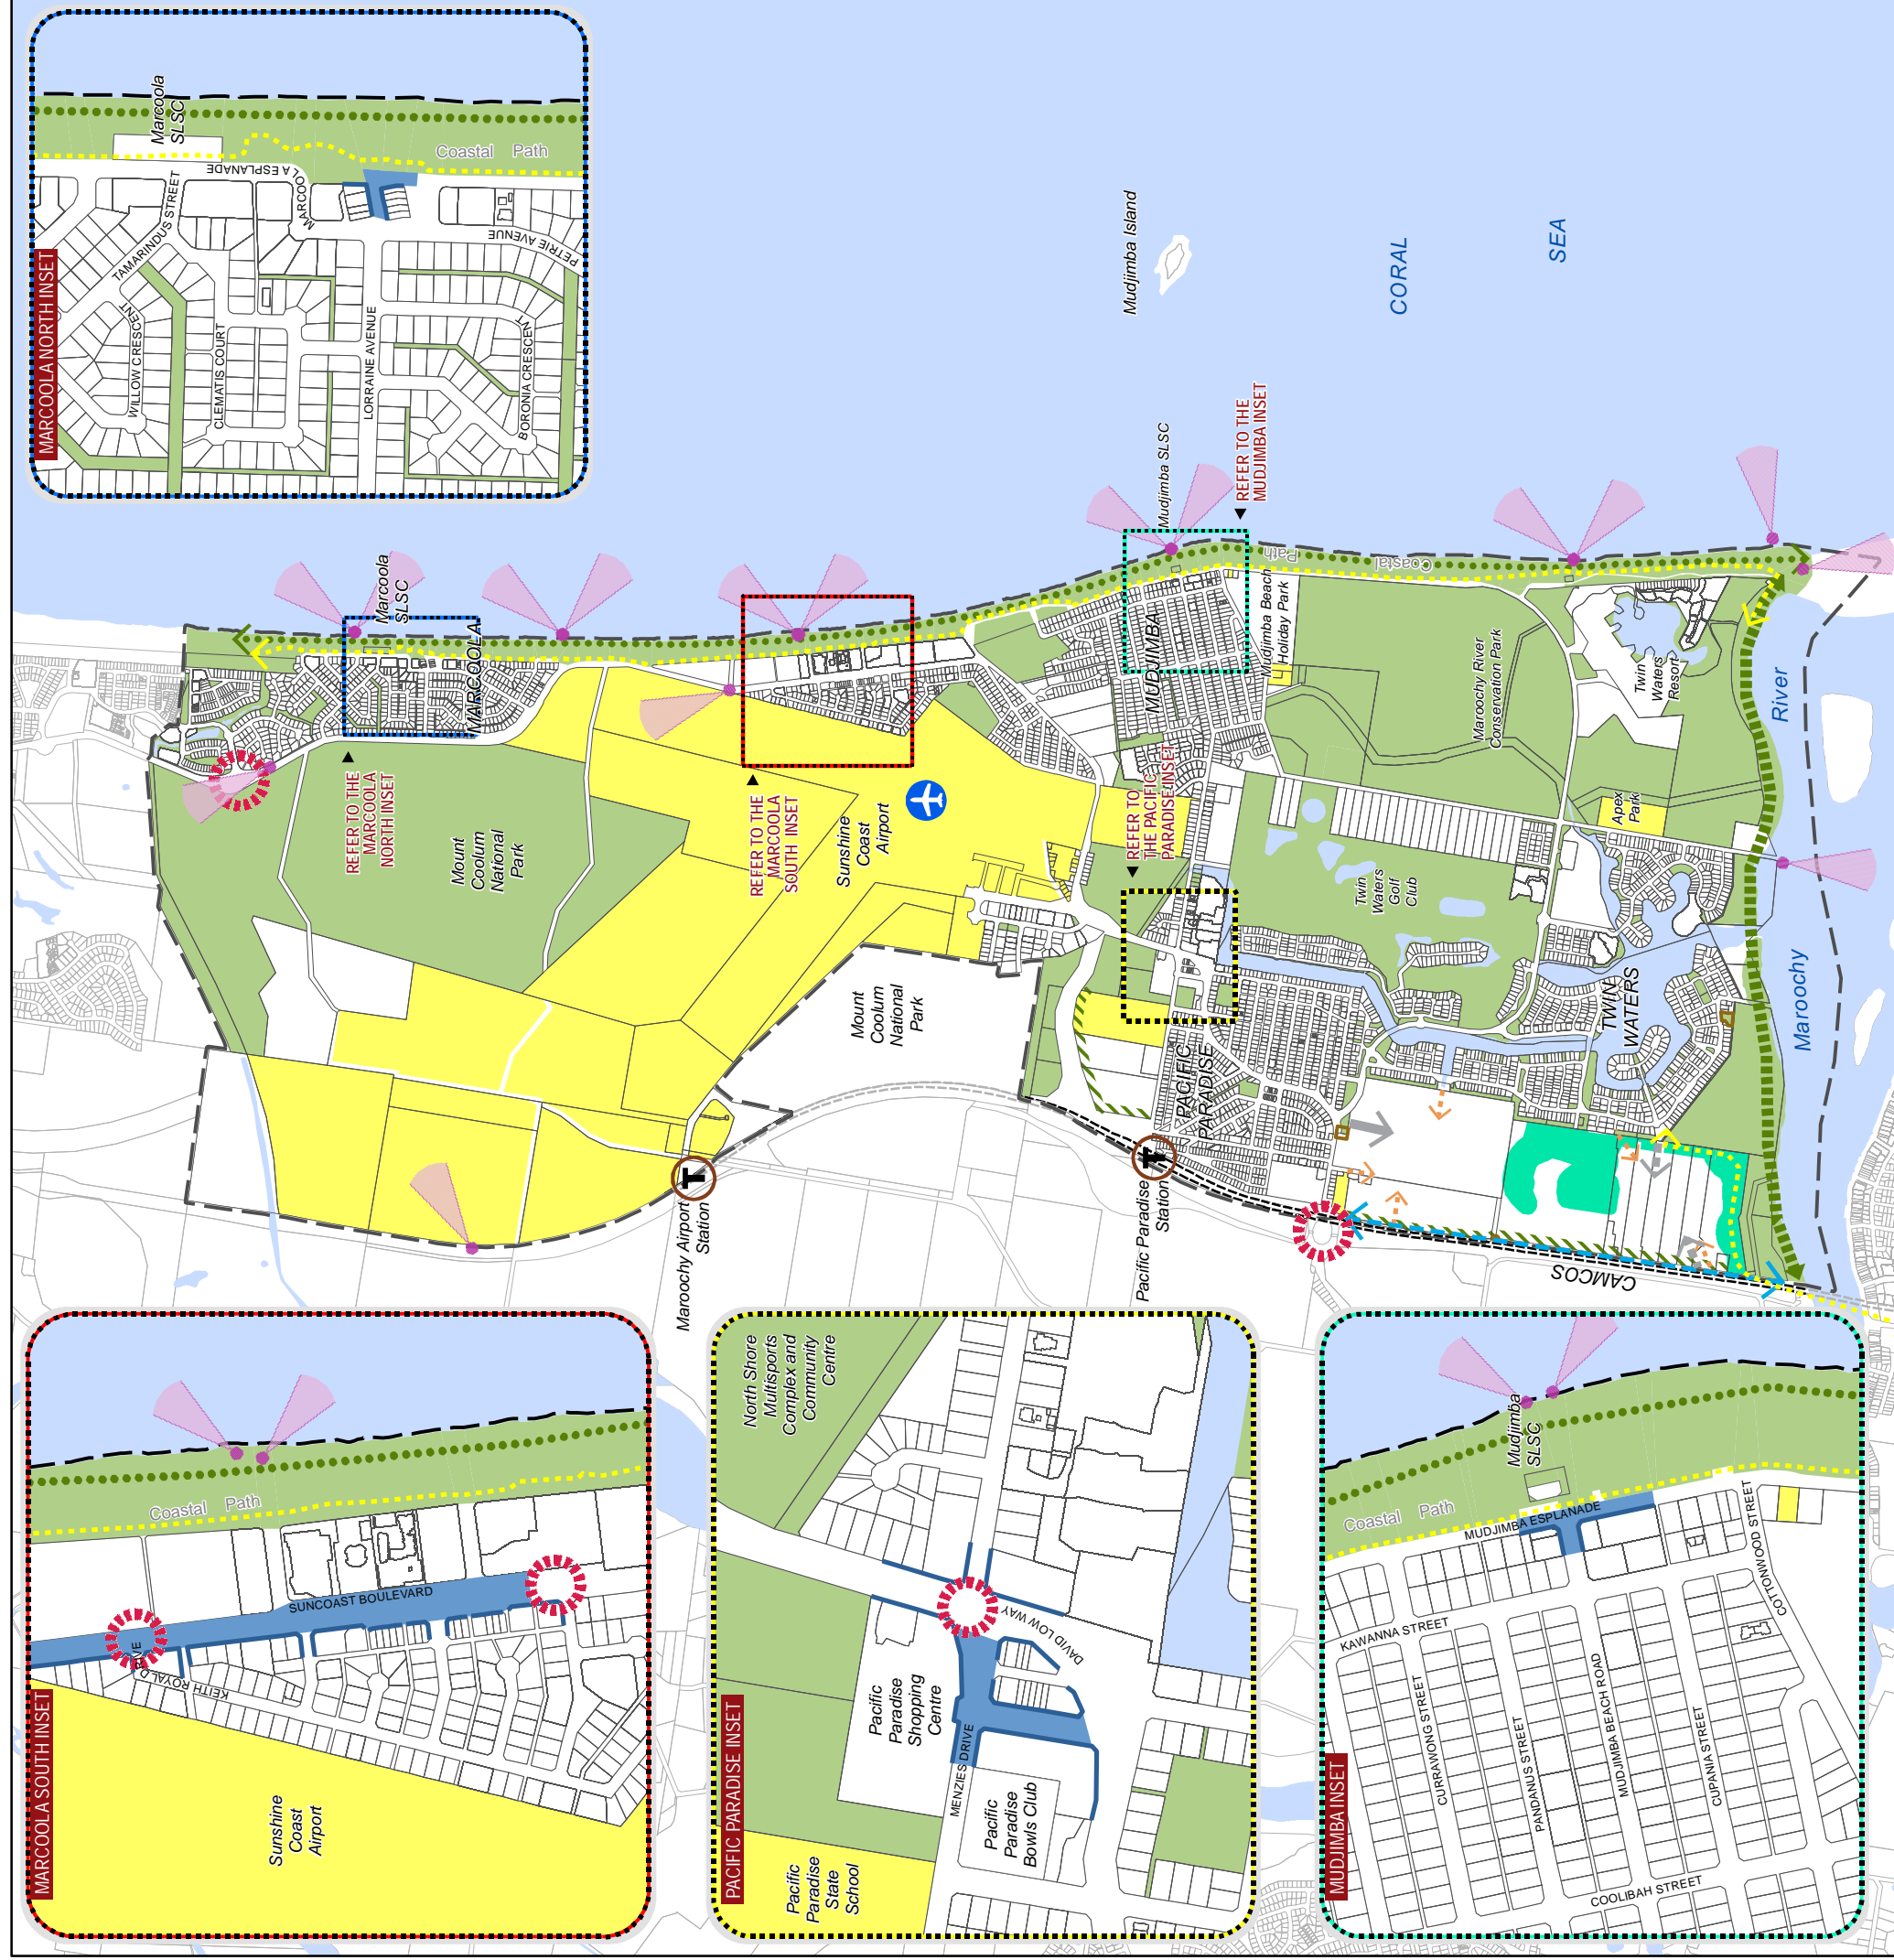 MARCOOLA NORTH INSET
Marcoola
SLSC
MARCOOLA ESPLANADE
Coastal Path
TAMARINDUS STREET
WILLOW CRESCENT
CLEMATIS COURT
LORRAINE AVENUE
PETRIE AVENUE
BORONIA CRESCENT
Mudjimba Island
CORAL
SEA
Marcoola
SLSC
MARCOOLA
REFER TO THE
MARCOOLA
NORTH INSET
Mount
Coolum
National
Park
REFER TO THE
MARCOOLA
SOUTH INSET
Sunshine
Coast
Airport
Mudjimba SLSC
REFER TO THE
MUDJIMBA INSET
Coastal Path
MUDJIMBA
Mudjimba Beach
Holiday Park
REFER TO
THE PACIFIC
PARADISE INSET
Maroochy River
Conservation Park
Twin
Waters
Resort
Apex
Park
Twin
Waters
Golf
Club
River
Maroochy
Mount
Coolum
National
Park
PACIFIC
PARADISE
TWIN
WATERS
Maroochy Airport
Station
Pacific Paradise
Station
CAMCOS
MARCOOLA SOUTH INSET
Coastal Path
SUNCOAST BOULEVARD
KEITH ROYAL DRIVE
Sunshine
Coast
Airport
PACIFIC PARADISE INSET
North Shore
Multisports
Complex and
Community
Centre
DAVID LOW WAY
Pacific
Paradise
Shopping
Centre
MENZIES DRIVE
Pacific
Paradise
Bowls Club
Pacific
Paradise
State
School
MUDJIMBA INSET
Mudjimba
SLSC
Coastal Path
MUDJIMBA ESPLANADE
KAWANNA STREET
COTTONWOOD STREET
CURRAWONG STREET
PANDANUS STREET
MUDJIMBA BEACH ROAD
CUPANIA STREET
COOLIBAH STREET